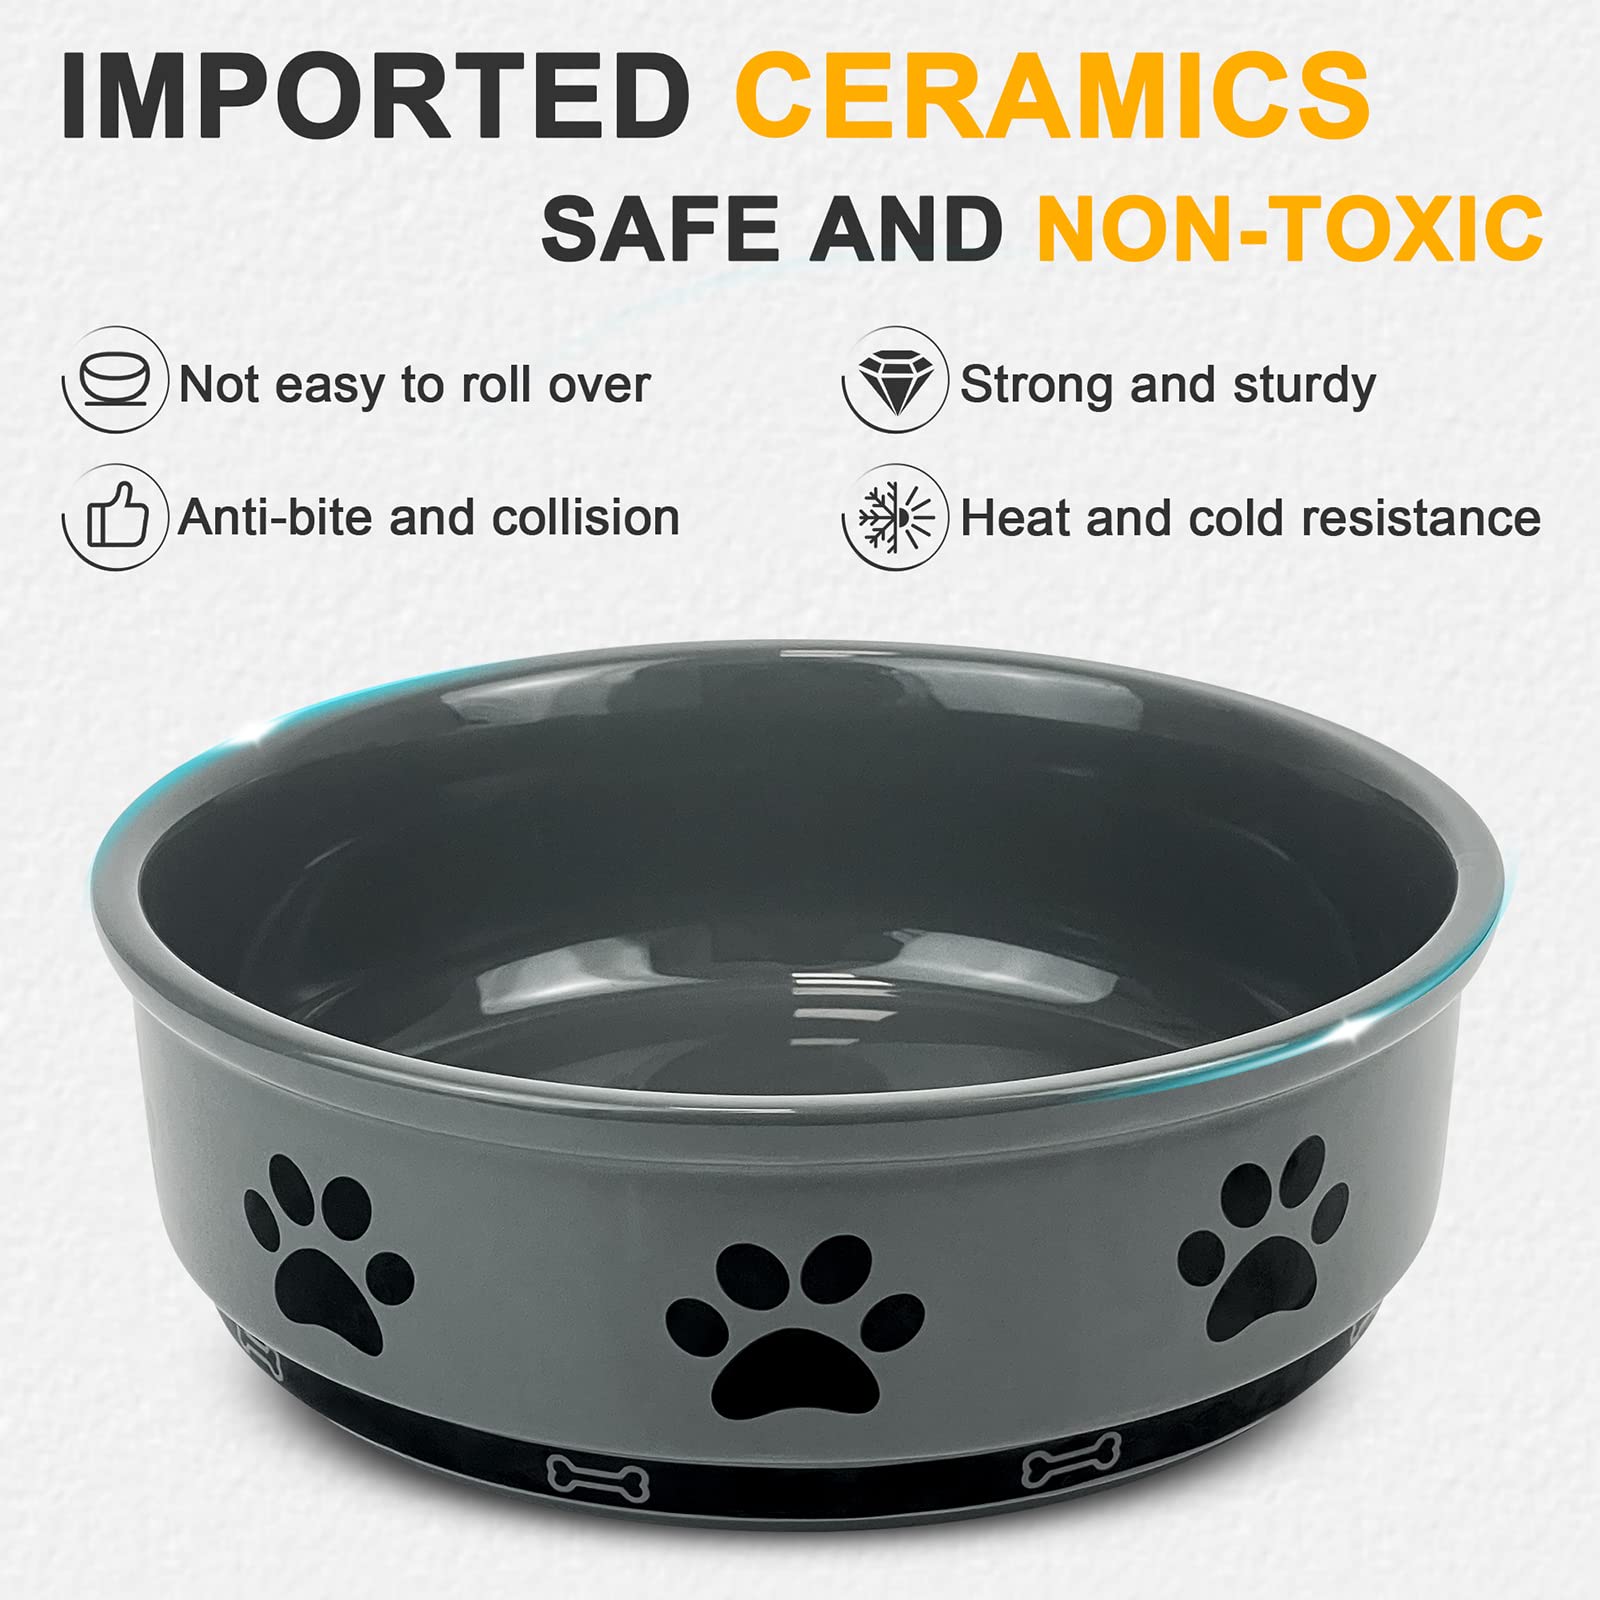 IMPORTED CERAMICS
SAFE AND NON-TOXIC
Not easy to roll over
Strong and sturdy
Anti-bite and collision
Heat and cold resistance